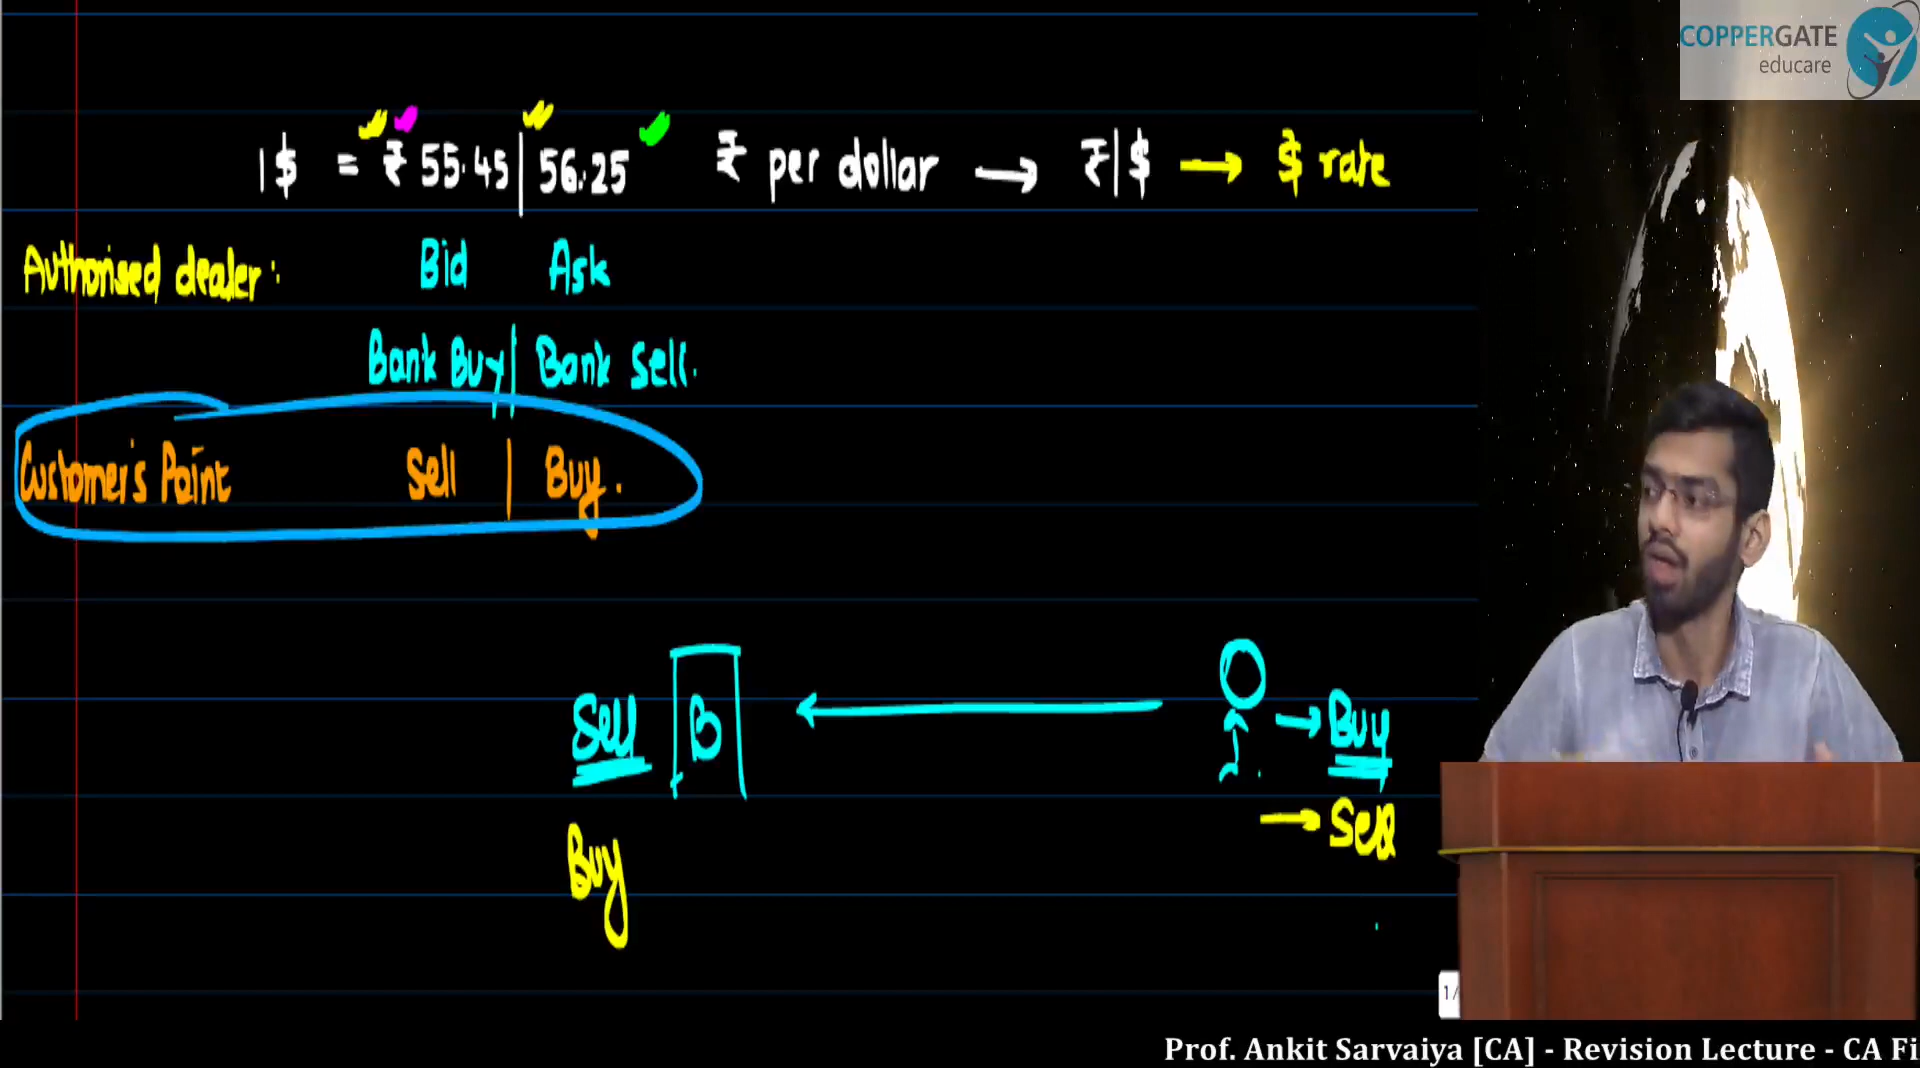 COPPERGATE
educare
1 $ = ₹ 55.45 | 56.25 ₹ per dollar → ₹|$ → $ rate
Authorised dealer: Bid Ask
Bank Buy | Bank Sell.
Customer's Point Sell | Buy.
Sell B → Buy
→ Sell
Buy
1/
Prof. Ankit Sarvaiya [CA] - Revision Lecture - CA Fi